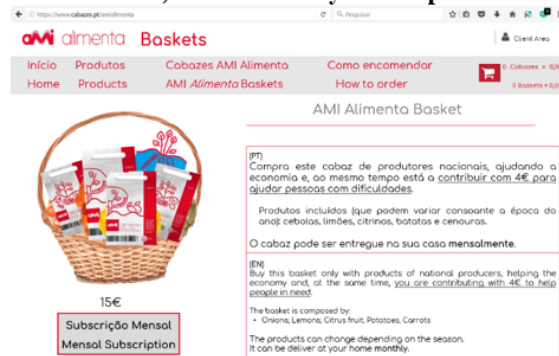 https://www.cabazes.pt/amialimenta
Pesquisar
AMI alimenta Baskets
Client Area
Início Produtos Cabazes AMI Alimenta Como encomendar
Home Products AMI Alimenta Baskets How to order
0 Cabazes = 0,00
0 Baskets = 0,00
AMI Alimenta Basket
(PT)
Compra este cabaz de produtores nacionais, ajudando a
economia e, ao mesmo tempo está a contribuir com 4€ para
ajudar pessoas com dificuldades.
Produtos incluídos (que podem variar consoante a época do
ano): cebolas, limões, citrinos, batatas e cenouras.
O cabaz pode ser entregue na sua casa mensalmente.
(EN)
Buy this basket only with products of national producers, helping the
economy and, at the same time, you are contributing with 4€ to help
people in need.
The basket is composed by:
• Onions, Lemons, Citrus fruit, Potatoes, Carrots
The products can change depending on the season.
It can be deliver at your home monthly.
15€
Subscrição Mensal
Mensal Subscription